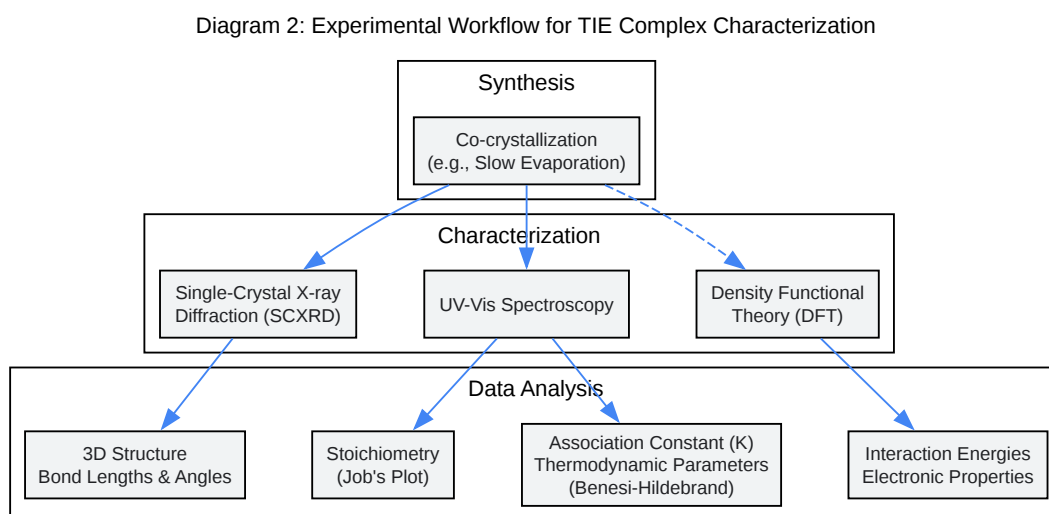 Diagram 2: Experimental Workflow for TIE Complex Characterization
Synthesis
Co-crystallization
(e.g., Slow Evaporation)
Characterization
Single-Crystal X-ray
Diffraction (SCXRD)
UV-Vis Spectroscopy
Density Functional
Theory (DFT)
Data Analysis
3D Structure
Bond Lengths & Angles
Stoichiometry
(Job's Plot)
Association Constant (K)
Thermodynamic Parameters
(Benesi-Hildebrand)
Interaction Energies
Electronic Properties